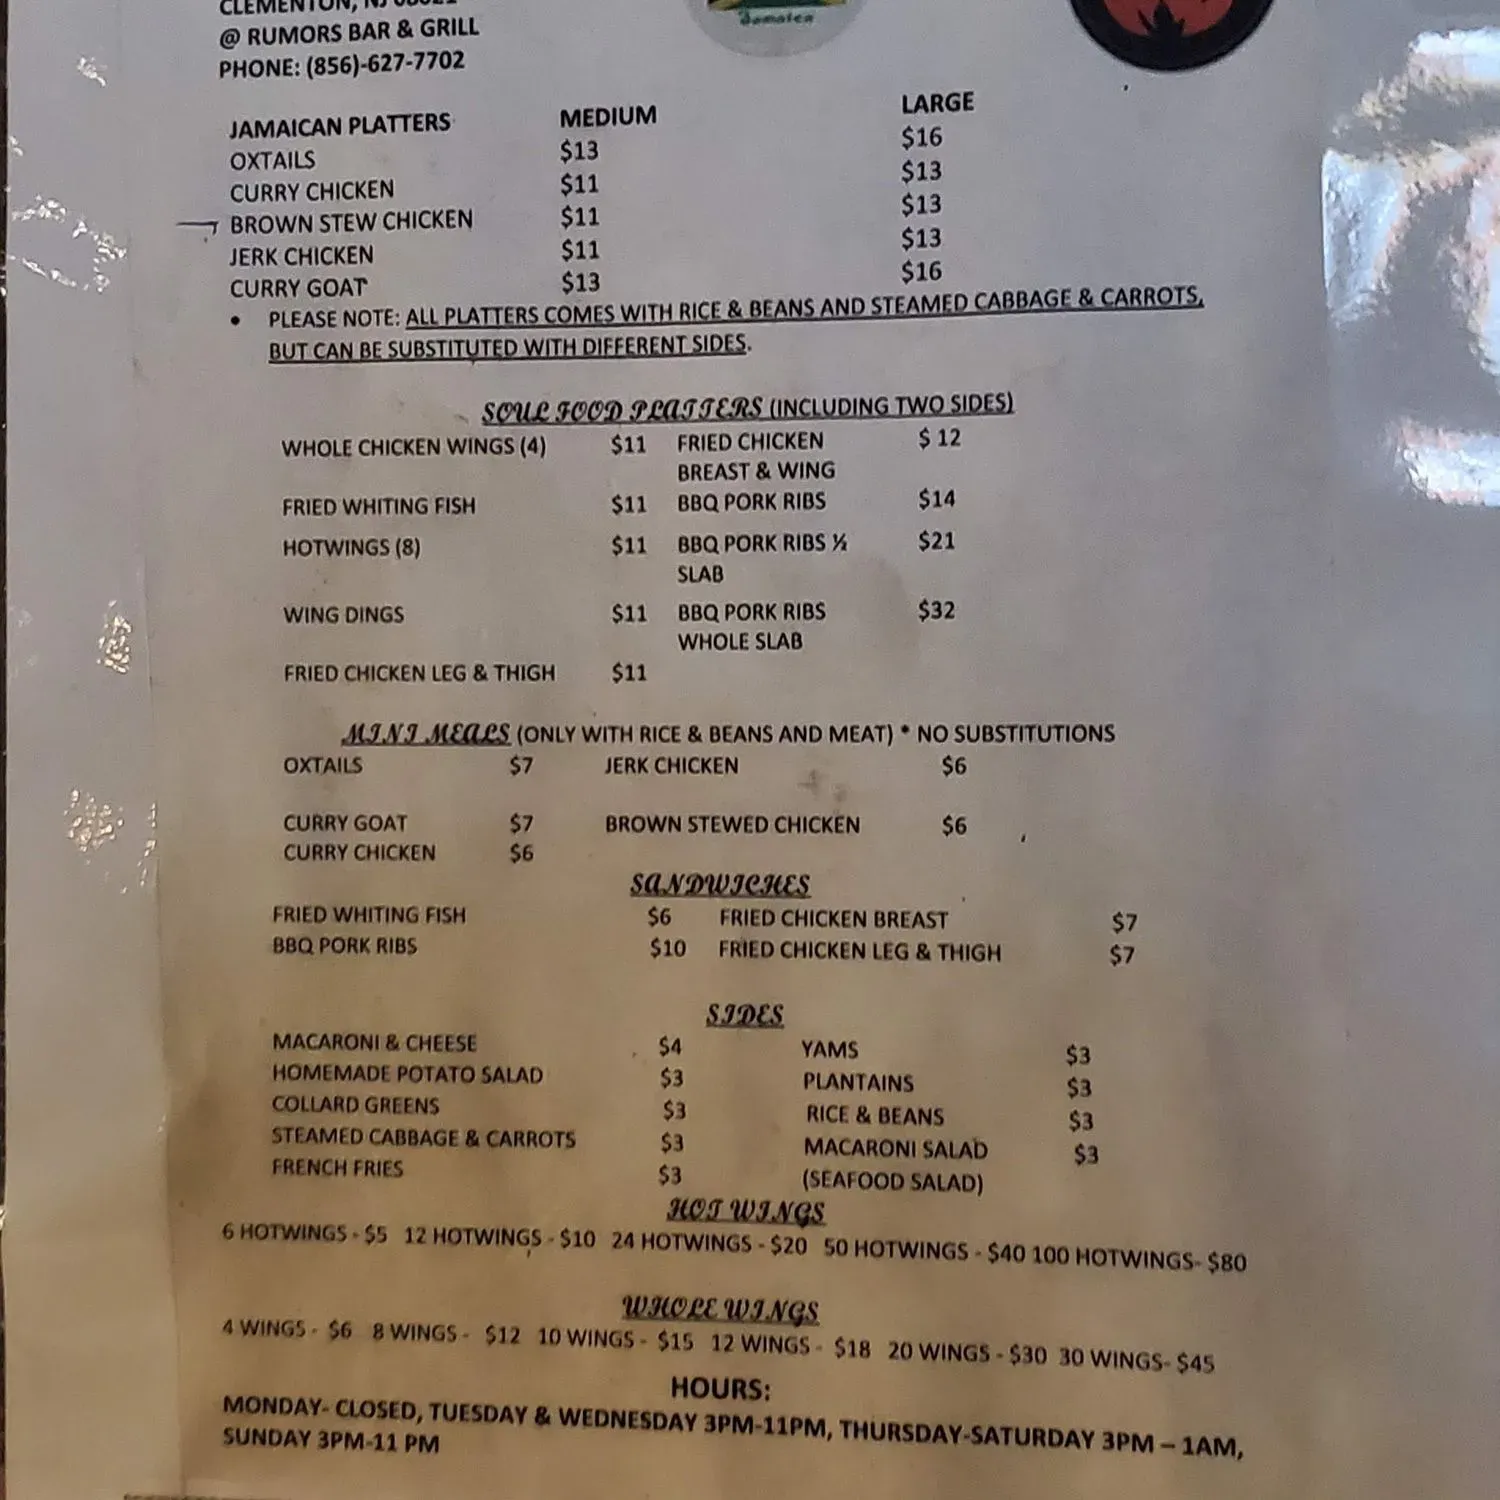 Jamaica
@ RUMORS BAR & GRILL
PHONE: (856)-627-7702
JAMAICAN PLATTERS MEDIUM LARGE
OXTAILS $13 $16
CURRY CHICKEN $11 $13
BROWN STEW CHICKEN $11 $13
JERK CHICKEN $11 $13
CURRY GOAT $13 $16
• PLEASE NOTE: ALL PLATTERS COMES WITH RICE & BEANS AND STEAMED CABBAGE & CARROTS,
BUT CAN BE SUBSTITUTED WITH DIFFERENT SIDES.
SOUL FOOD PLATTERS (INCLUDING TWO SIDES)
WHOLE CHICKEN WINGS (4) $11 FRIED CHICKEN $ 12
BREAST & WING
FRIED WHITING FISH $11 BBQ PORK RIBS $14
HOTWINGS (8) $11 BBQ PORK RIBS ½ $21
SLAB
WING DINGS $11 BBQ PORK RIBS $32
WHOLE SLAB
FRIED CHICKEN LEG & THIGH $11
MINI MEALS (ONLY WITH RICE & BEANS AND MEAT) * NO SUBSTITUTIONS
OXTAILS $7 JERK CHICKEN $6
CURRY GOAT $7 BROWN STEWED CHICKEN $6
CURRY CHICKEN $6
SANDWICHES
FRIED WHITING FISH $6 FRIED CHICKEN BREAST $7
BBQ PORK RIBS $10 FRIED CHICKEN LEG & THIGH $7
SIDES
MACARONI & CHEESE $4 YAMS $3
HOMEMADE POTATO SALAD $3 PLANTAINS $3
COLLARD GREENS $3 RICE & BEANS $3
STEAMED CABBAGE & CARROTS $3 MACARONI SALAD $3
FRENCH FRIES $3 (SEAFOOD SALAD)
HOT WINGS
6 HOTWINGS - $5 12 HOTWINGS - $10 24 HOTWINGS - $20 50 HOTWINGS - $40 100 HOTWINGS- $80
WHOLE WINGS
4 WINGS - $6 8 WINGS - $12 10 WINGS - $15 12 WINGS - $18 20 WINGS - $30 30 WINGS- $45
HOURS:
MONDAY- CLOSED, TUESDAY & WEDNESDAY 3PM-11PM, THURSDAY-SATURDAY 3PM – 1AM,
SUNDAY 3PM-11 PM